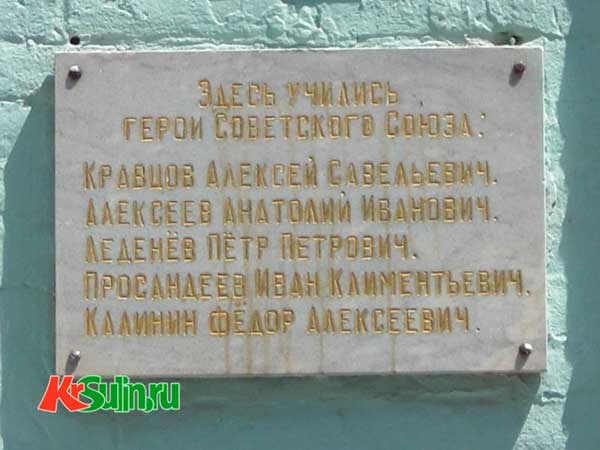 Здесь учились
герои Советского Союза:
Кравцов Алексей Савельевич.
Алексеев Анатолий Иванович.
Леденёв Пётр Петрович.
Просандеев Иван Климентьевич.
Калинин Фёдор Алексеевич.
KrSulin.ru